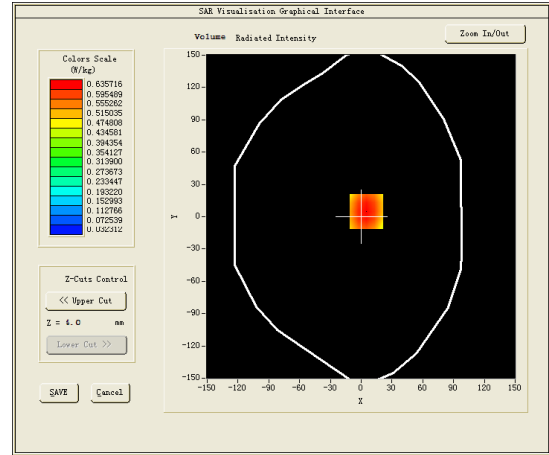 SAR Visualisation Graphical Interface
Volume Radiated Intensity
Zoom In/Out
Colors Scale
(W/kg)
0.635716
0.595489
0.555262
0.515035
0.474808
0.434581
0.394354
0.354127
0.313900
0.273673
0.233447
0.193220
0.152993
0.112766
0.072539
0.032312
Z-Cuts Control
<< Upper Cut
Z = 4.0 mm
Lower Cut >>
SAVE
Cancel
150
120
90
60
30
0
-30
-60
-90
-120
-150
Y
-150 -120 -90 -60 -30 0 30 60 90 120 150
X